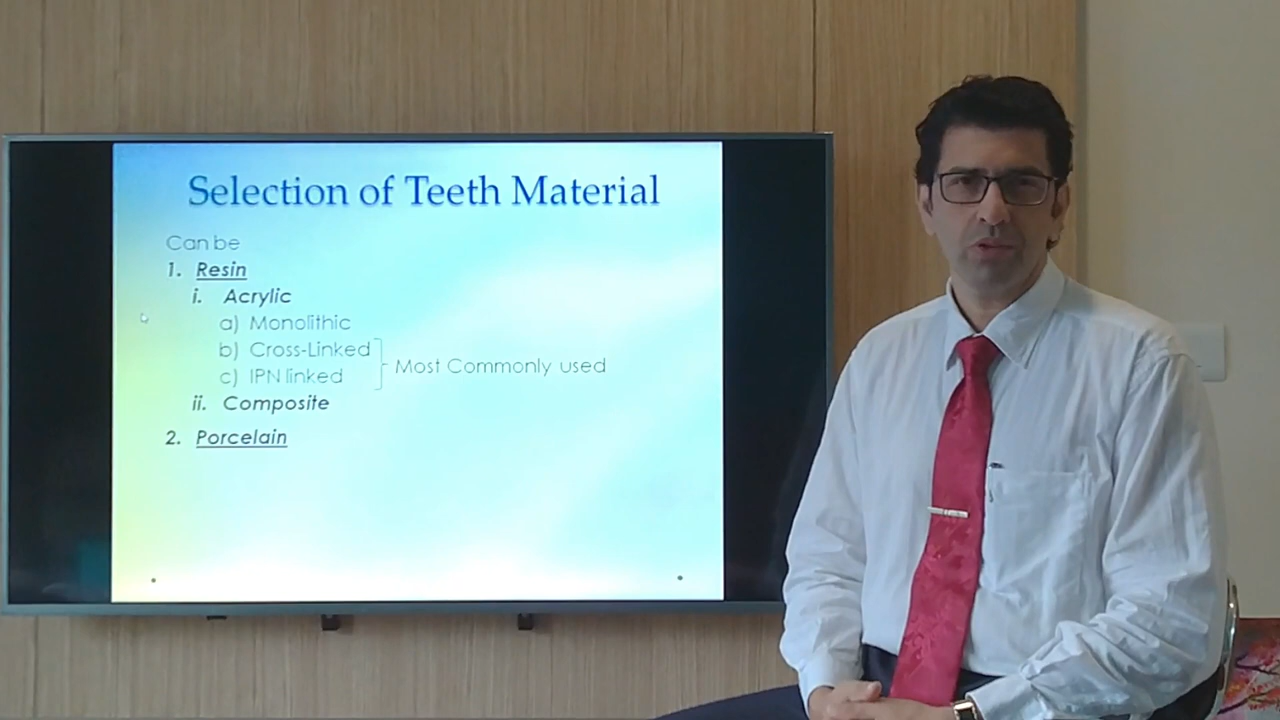 Selection of Teeth Material
Can be
1. Resin
i. Acrylic
a) Monolithic
b) Cross-Linked
c) IPN linked
Most Commonly used
ii. Composite
2. Porcelain